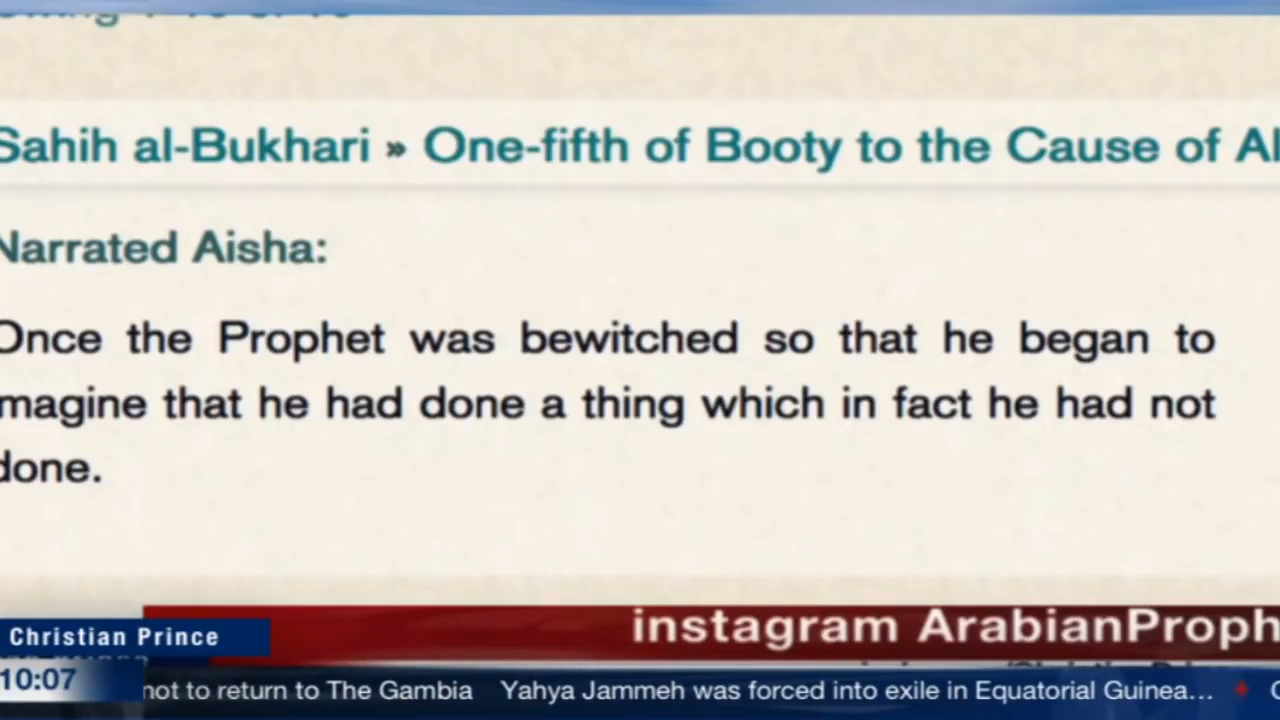 Sahih al-Bukhari » One-fifth of Booty to the Cause of Al
Narrated Aisha:
Once the Prophet was bewitched so that he began to
magine that he had done a thing which in fact he had not
done.
instagram ArabianProph
Christian Prince
10:07
not to return to The Gambia Yahya Jammeh was forced into exile in Equatorial Guinea...